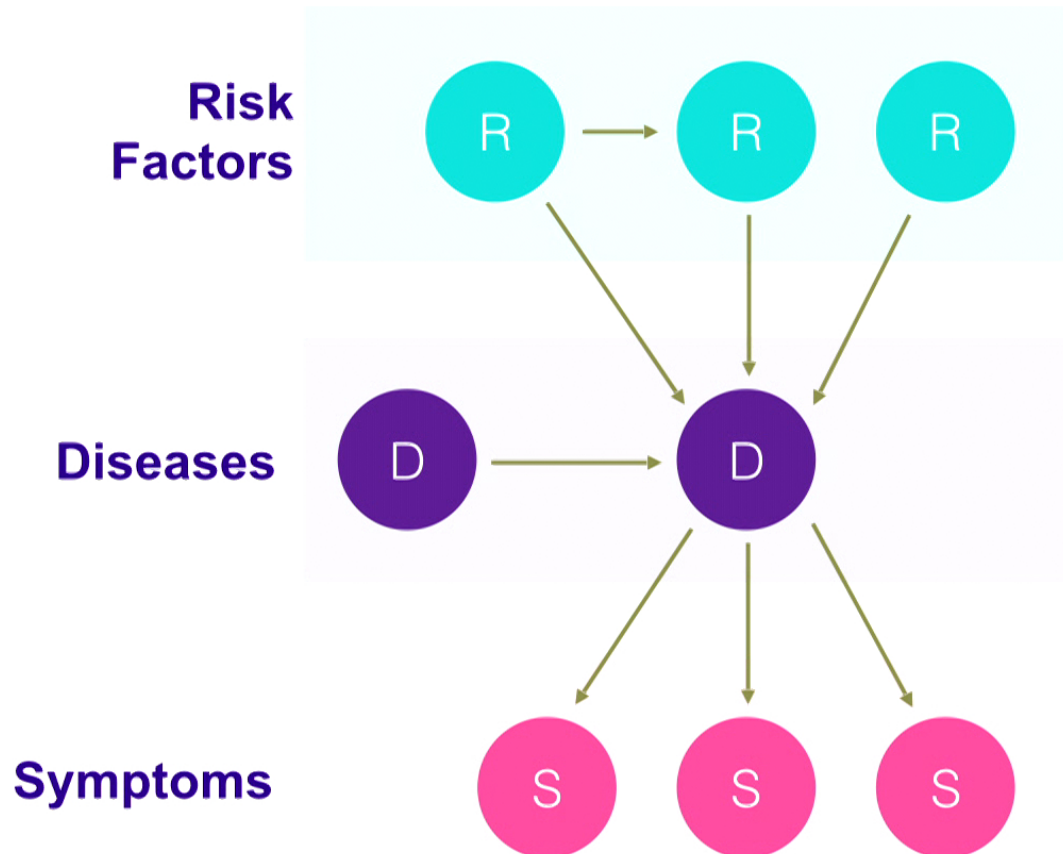 Risk
Factors
R R R
Diseases
D D
Symptoms
S S S